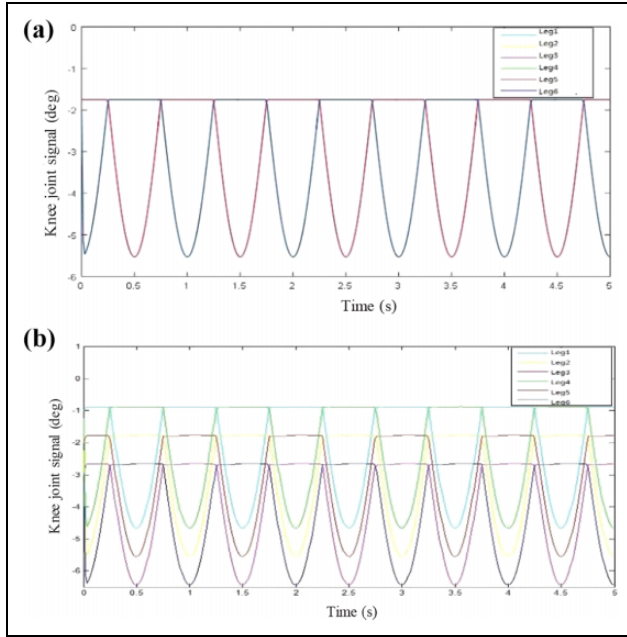 (a)
Knee joint signal (deg)
0
-1
-2
-3
-4
-5
-6
Leg1
Leg2
Leg3
Leg4
Leg5
Leg6
0 0.5 1 1.5 2 2.5 3 3.5 4 4.5 5
Time (s)
(b)
Knee joint signal (deg)
1
0
-1
-2
-3
-4
-5
-6
Leg1
Leg2
Leg3
Leg4
Leg5
Leg6
0 0.5 1 1.5 2 2.5 3 3.5 4 4.5 5
Time (s)